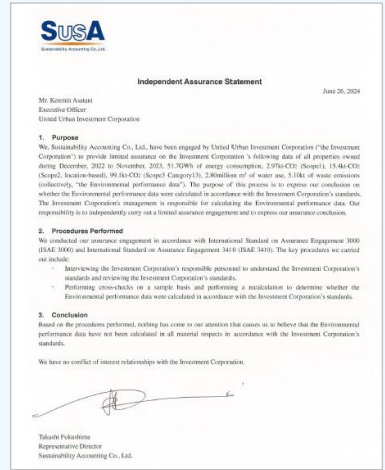 SUSA
Sustainability Accounting Co., Ltd.
Independent Assurance Statement
June 26, 2024
Mr. Kenmin Asatani
Executive Officer
United Urban Investment Corporation
1. Purpose
We, Sustainability Accounting Co., Ltd., have been engaged by United Urban Investment Corporation ("the Investment
Corporation") to provide limited assurance on the Investment Corporation's following data of all properties owned
during December, 2022 to November, 2023, 51.7GWh of energy consumption, 2.97kt-CO2 (Scope1), 15.4kt-CO2
(Scope2, location-based), 99.1kt-CO2 (Scope3 Category13), 2.80million m³ of water use, 5.10kt of waste emissions
(collectively, "the Environmental performance data"). The purpose of this process is to express our conclusion on
whether the Environmental performance data were calculated in accordance with the Investment Corporation's standards.
The Investment Corporation's management is responsible for calculating the Environmental performance data. Our
responsibility is to independently carry out a limited assurance engagement and to express our assurance conclusion.
2. Procedures Performed
We conducted our assurance engagement in accordance with International Standard on Assurance Engagement 3000
(ISAE 3000) and International Standard on Assurance Engagement 3410 (ISAE 3410). The key procedures we carried
out include:
· Interviewing the Investment Corporation's responsible personnel to understand the Investment Corporation's
standards and reviewing the Investment Corporation's standards.
· Performing cross-checks on a sample basis and performing a recalculation to determine whether the
Environmental performance data were calculated in accordance with the Investment Corporation's standards.
3. Conclusion
Based on the procedures performed, nothing has come to our attention that causes us to believe that the Environmental
performance data have not been calculated in all material respects in accordance with the Investment Corporation's
standards.
We have no conflict of interest relationships with the Investment Corporation.
Takashi Fukushima
Representative Director
Sustainability Accounting Co., Ltd.